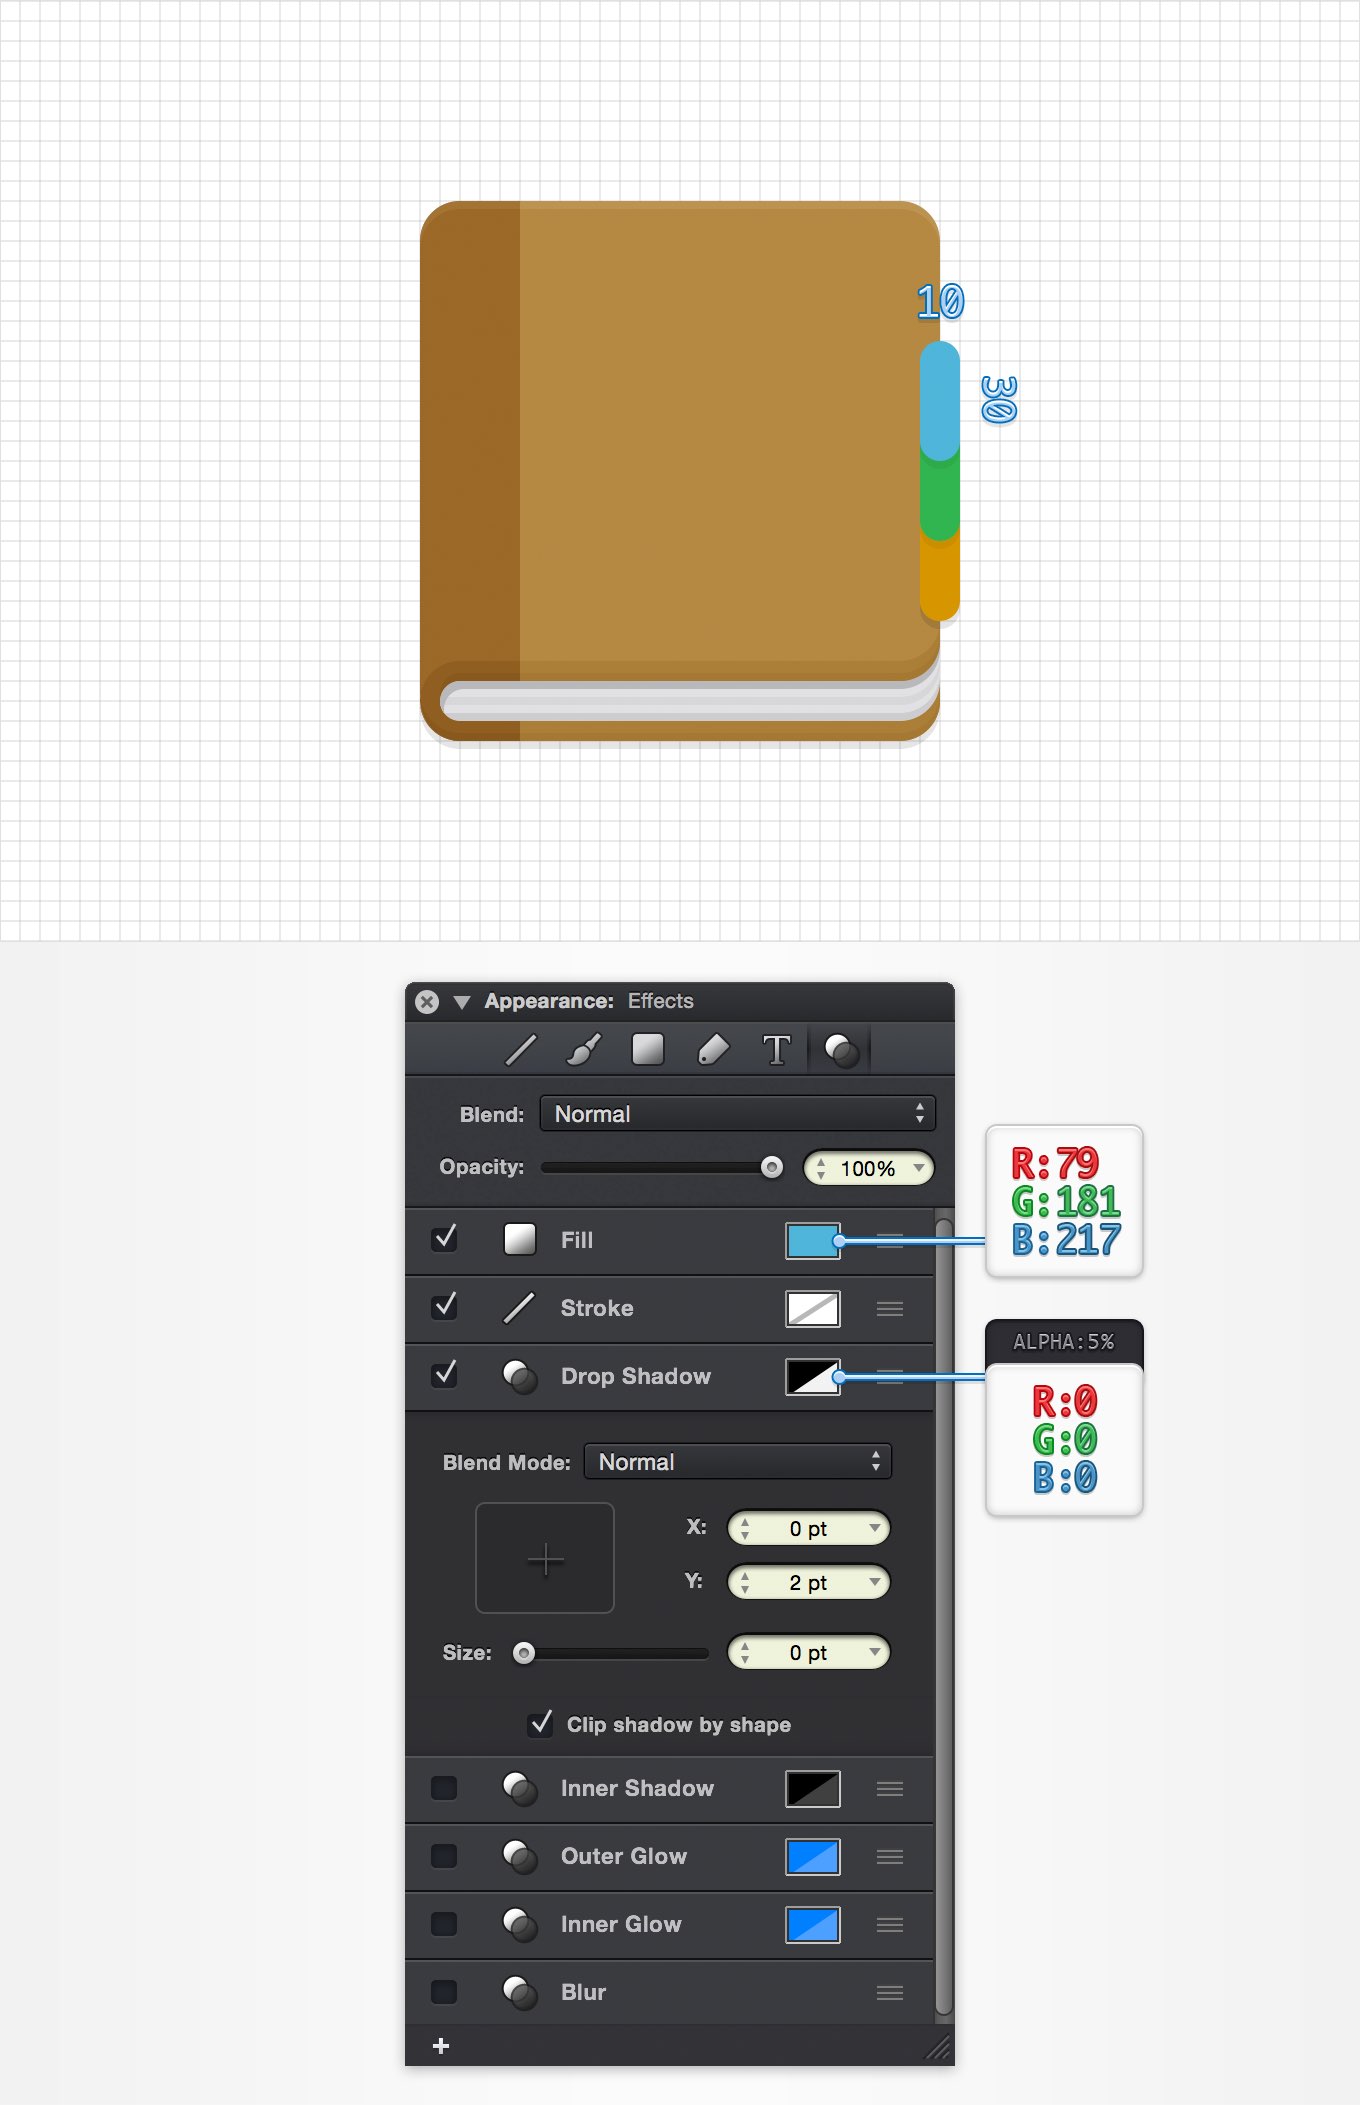 10
30
Appearance: Effects
T
Blend: Normal
Opacity: 100%
R:79
G:181
B:217
Fill
Stroke
ALPHA:5%
Drop Shadow
R:0
G:0
B:0
Blend Mode: Normal
X: 0 pt
Y: 2 pt
Size: 0 pt
Clip shadow by shape
Inner Shadow
Outer Glow
Inner Glow
Blur